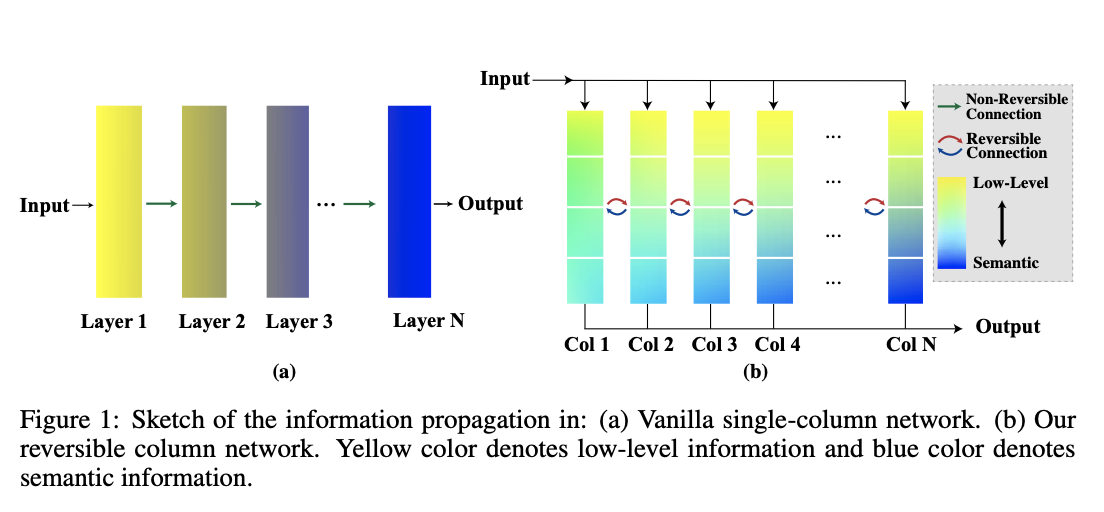 Input
Output
Layer 1
Layer 2
Layer 3
...
Layer N
(a)
Input
...
...
...
...
Output
Col 1
Col 2
Col 3
Col 4
Col N
(b)
Non-Reversible
Connection
Reversible
Connection
Low-Level
Semantic
Figure 1: Sketch of the information propagation in: (a) Vanilla single-column network. (b) Our
reversible column network. Yellow color denotes low-level information and blue color denotes
semantic information.